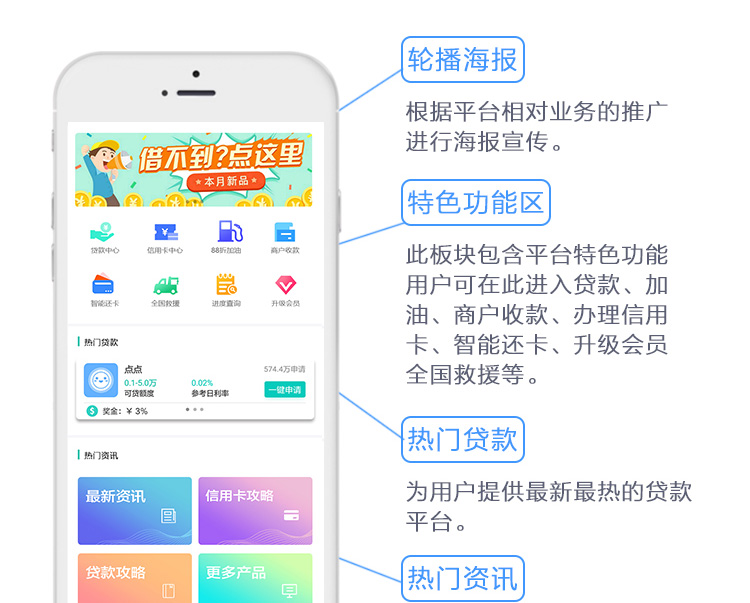 借不到?点这里
本月新品
贷款中心
信用卡中心
88折加油
商户收款
智能还卡
全国救援
进度查询
升级会员
热门贷款
点点
574.4万申请
0.1-5.0万
0.02%
可贷额度
参考日利率
一键申请
奖金: ¥ 3%
热门资讯
最新资讯
信用卡攻略
贷款攻略
更多产品
轮播海报
根据平台相对业务的推广
进行海报宣传。
特色功能区
此板块包含平台特色功能
用户可在此进入贷款、加
油、商户收款、办理信用
卡、智能还卡、升级会员
全国救援等。
热门贷款
为用户提供最新最热的贷款
平台。
热门资讯